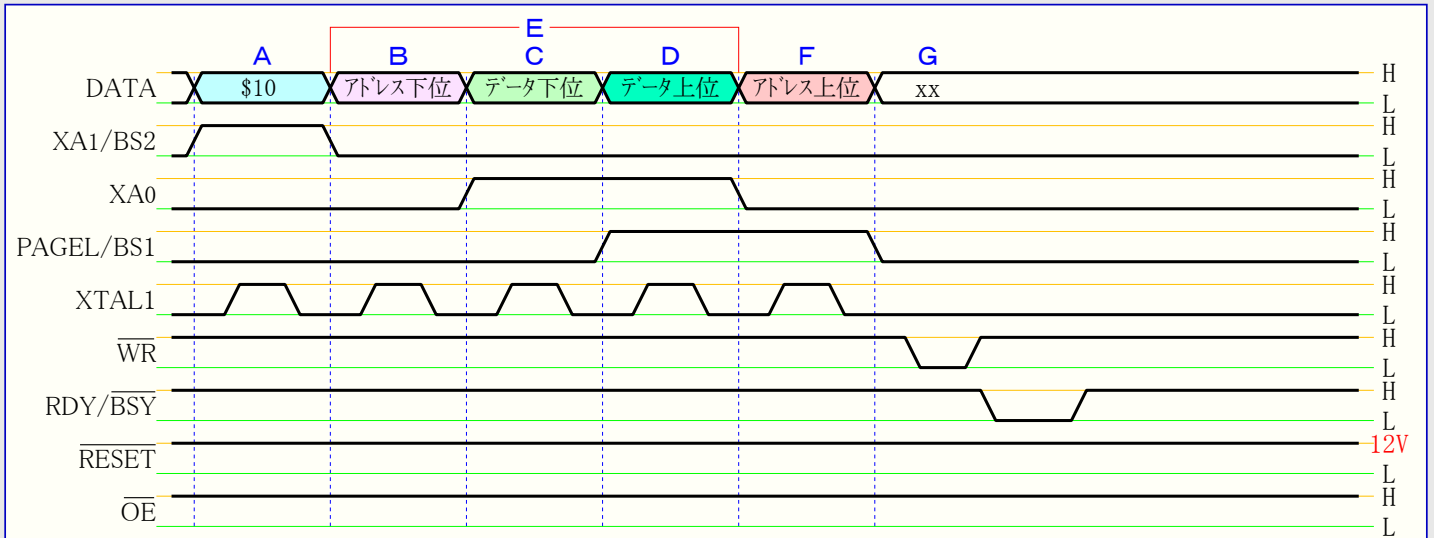 E
A B C D F G
DATA $10 アドレス下位 データ下位 データ上位 アドレス上位 xx H
L
XA1/BS2 H
L
XA0 H
L
PAGEL/BS1 H
L
XTAL1 H
L
WR H
L
RDY/BSY H
L
RESET 12V
L
OE H
L